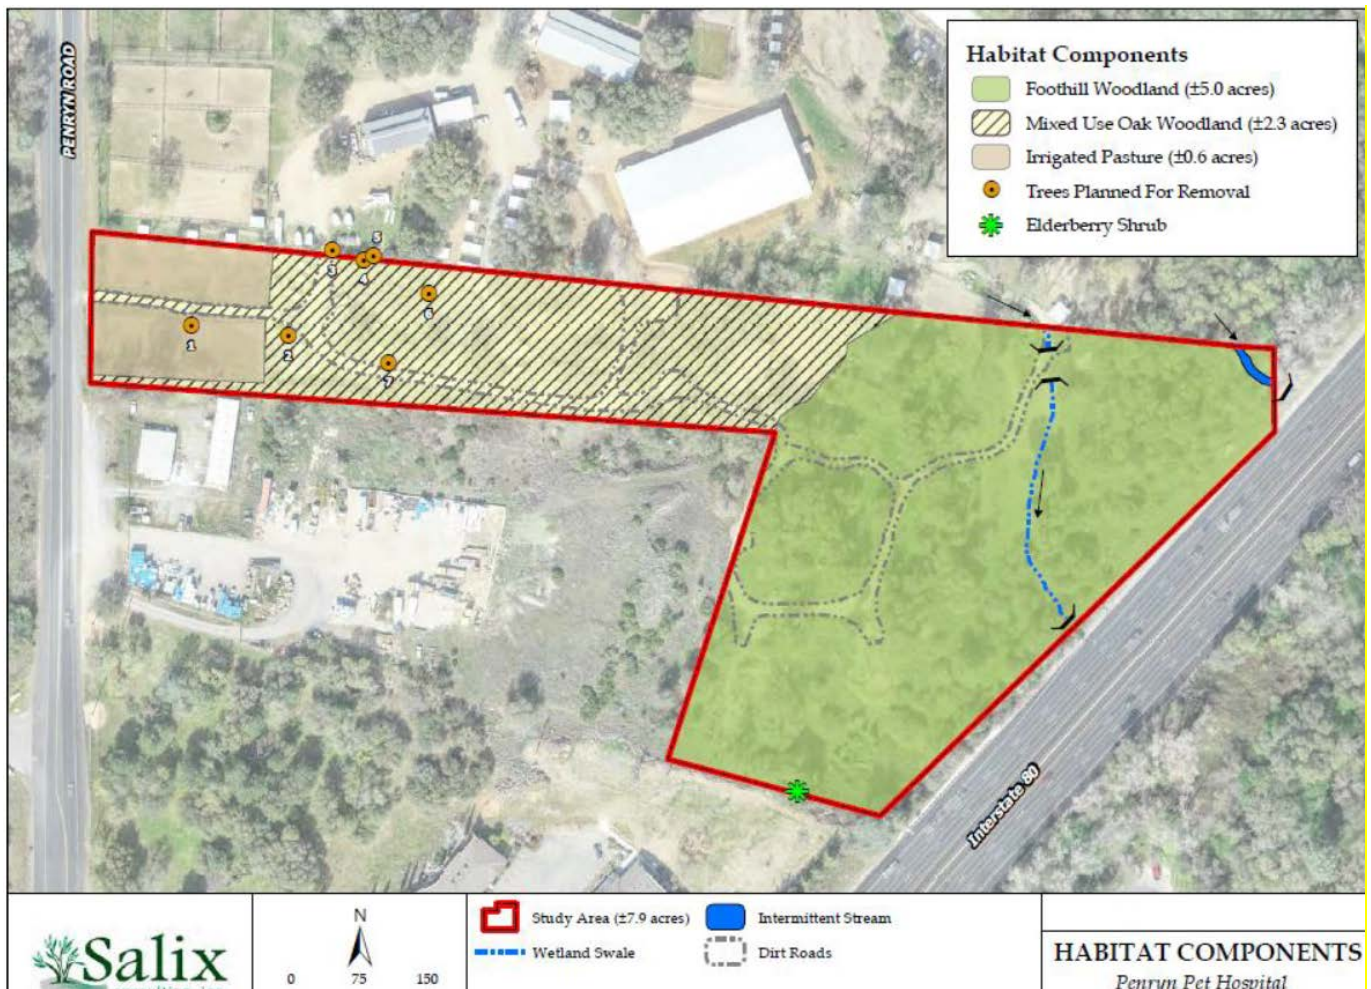 PENRYN ROAD
Habitat Components
Foothill Woodland (±5.0 acres)
Mixed Use Oak Woodland (±2.3 acres)
Irrigated Pasture (±0.6 acres)
Trees Planned For Removal
Elderberry Shrub
5
3
4
6
1
2
7
Interstate 80
Salix
N
0 75 150
Study Area (±7.9 acres)
Intermittent Stream
Wetland Swale
Dirt Roads
HABITAT COMPONENTS
Penryn Pet Hospital